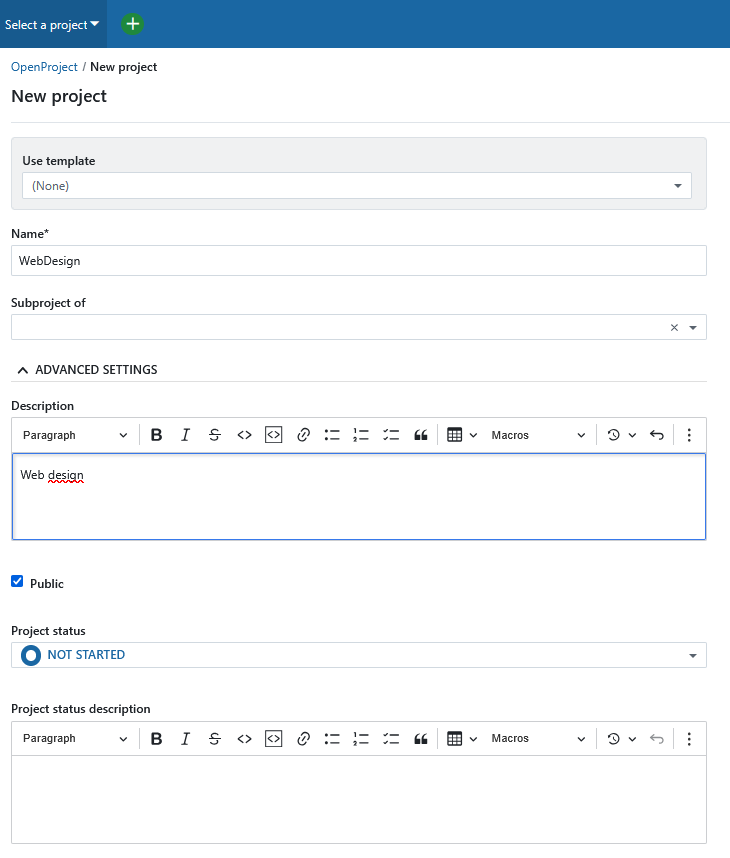 Select a project
OpenProject / New project
New project
Use template
(None)
Name*
WebDesign
Subproject of
ADVANCED SETTINGS
Description
Paragraph Macros
Web design
Public
Project status
NOT STARTED
Project status description
Paragraph Macros